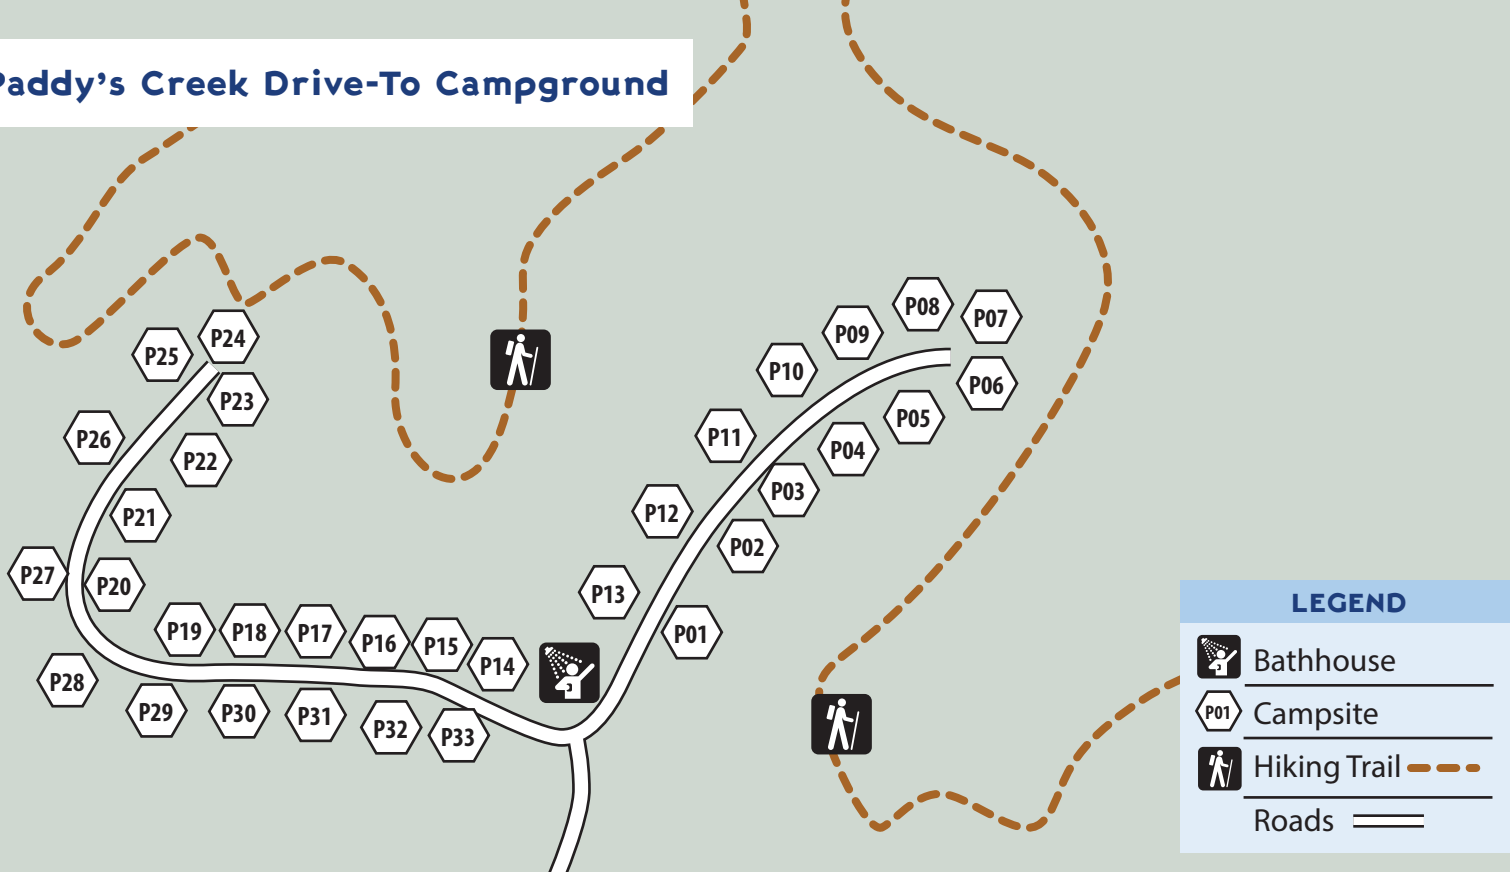 Paddy's Creek Drive-To Campground
P08
P07
P09
P24
P25
P10
P06
P23
P05
P11
P26
P04
P22
P03
P12
P21
P02
P27
P20
P13
P19
P18
P17
P16
P15
P01
P14
P28
P29
P30
P31
P32
P33
LEGEND
Bathhouse
P01 Campsite
Hiking Trail
Roads